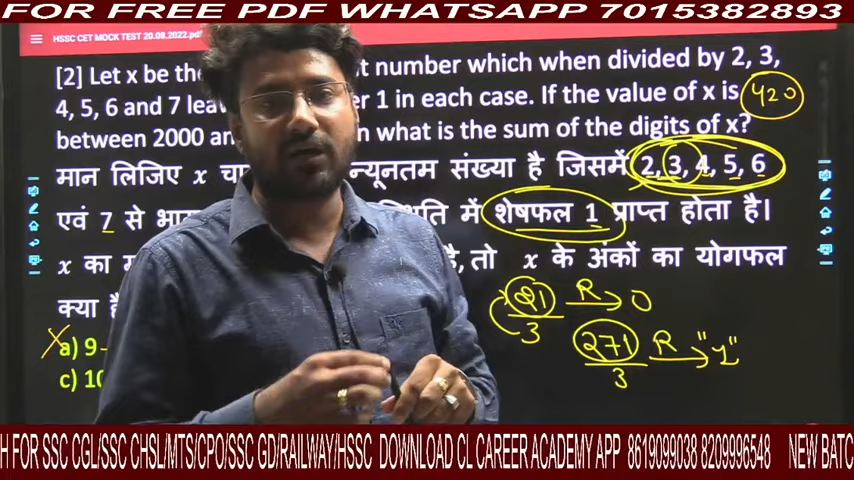 FOR FREE PDF WHATSAPP 7015382893
HSSC CET MOCK TEST 20.08.2022.pdf
[2] Let x be the t number which when divided by 2, 3,
4, 5, 6 and 7 lea er 1 in each case. If the value of x is 420
between 2000 an n what is the sum of the digits of x?
मान लिजिए x चा न्यूनतम संख्या है जिसमें 2, 3, 4, 5, 6
एवं 7 से भा ति में शेषफल 1 प्राप्त होता है।
x का म है, तो x के अंकों का योगफल
क्या है
21 R 0
3
271 R "1"
3
a) 9
c) 10
H FOR SSC CGL/SSC CHSL/MTS/CPO/SSC GD/RAILWAY/HSSC DOWNLOAD CL CAREER ACADEMY APP 8619099038 8209996548 NEW BATC